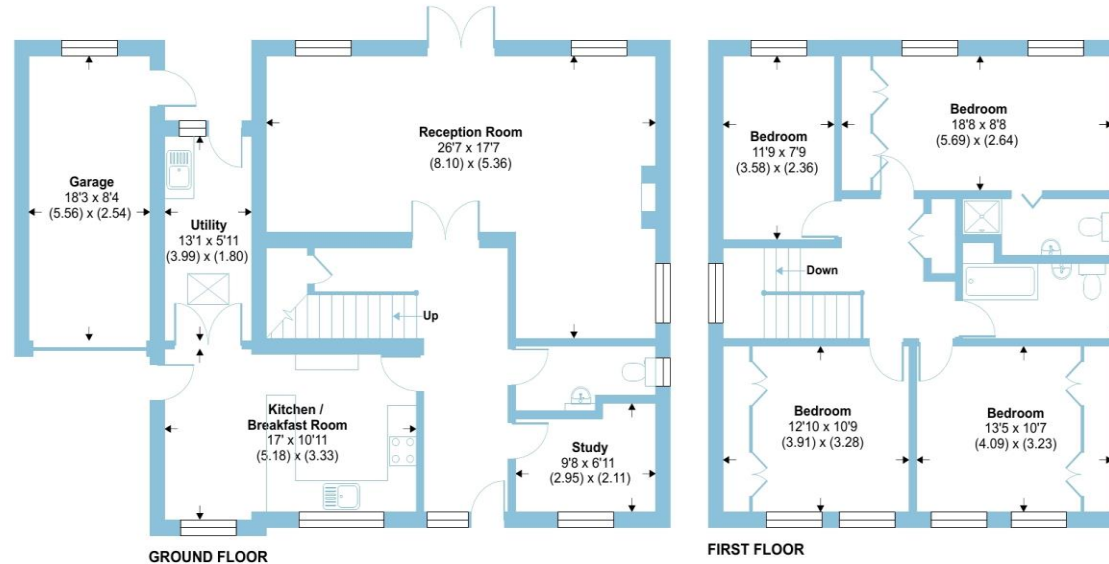 Garage
18'3 x 8'4
(5.56) x (2.54)
Utility
13'1 x 5'11
(3.99) x (1.80)
Reception Room
26'7 x 17'7
(8.10) x (5.36)
Up
Kitchen /
Breakfast Room
17' x 10'11
(5.18) x (3.33)
Study
9'8 x 6'11
(2.95) x (2.11)
GROUND FLOOR
Bedroom
11'9 x 7'9
(3.58) x (2.36)
Bedroom
18'8 x 8'8
(5.69) x (2.64)
Down
Bedroom
12'10 x 10'9
(3.91) x (3.28)
Bedroom
13'5 x 10'7
(4.09) x (3.23)
FIRST FLOOR